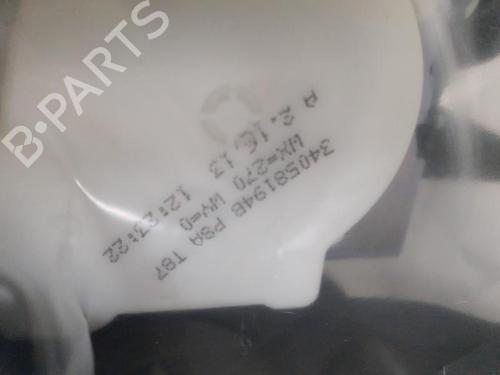 B-PARTS
34058194B PSA T87
WX=270 WY=0
A 2.16 13
12:23:22